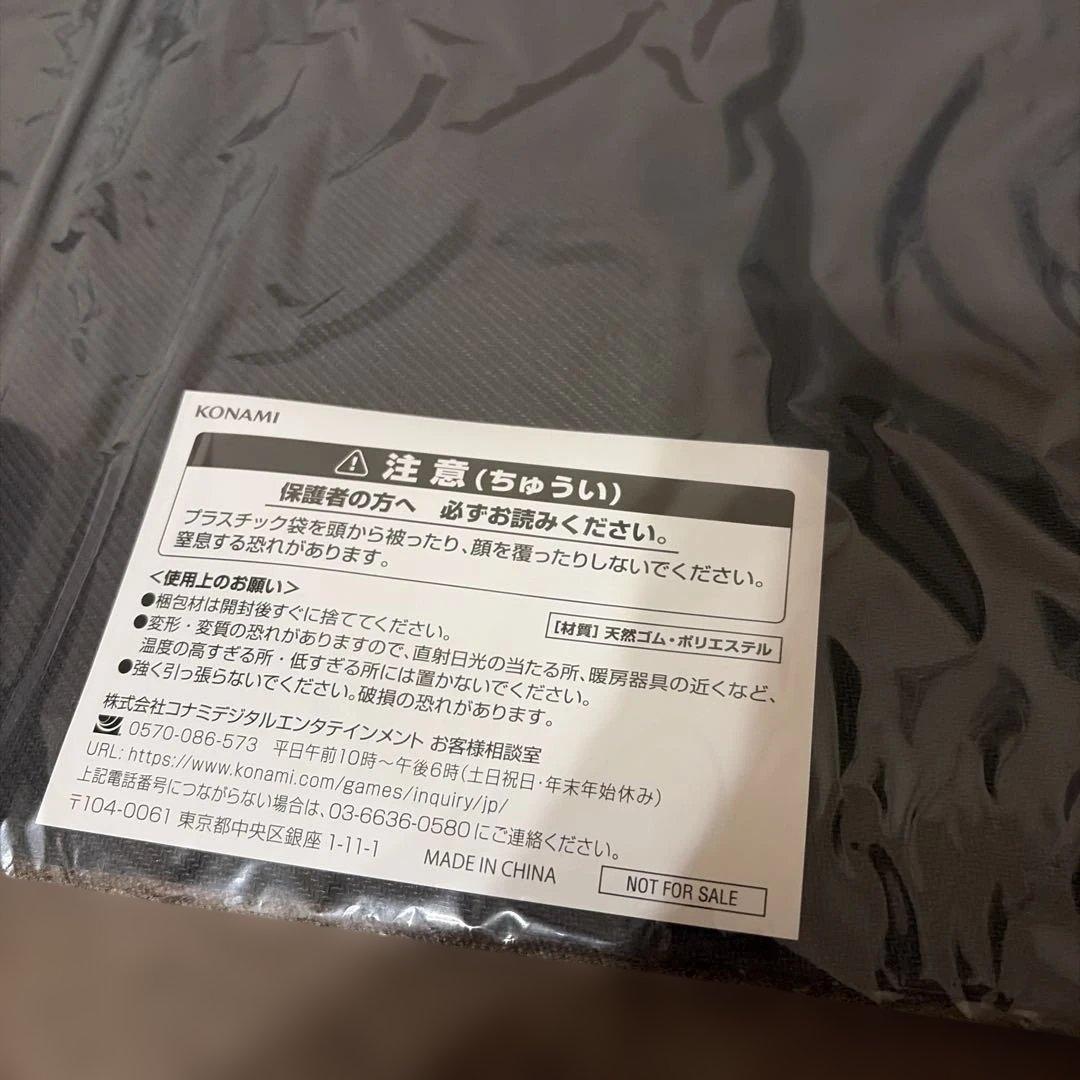 KONAMI
注意(ちゅうい)
保護者の方へ 必ずお読みください。
プラスチック袋を頭から被ったり、顔を覆ったりしないでください。
窒息する恐れがあります。
<使用上のお願い>
●梱包材は開封後すぐに捨ててください。
[材質] 天然ゴム・ポリエステル
●変形・変質の恐れがありますので、直射日光の当たる所、暖房器具の近くなど、
温度の高すぎる所・低すぎる所には置かないでください。
●強く引っ張らないでください。破損の恐れがあります。
株式会社コナミデジタルエンタテインメント お客様相談室
0570-086-573 平日午前10時~午後6時(土日祝日・年末年始休み)
URL: https://www.konami.com/games/inquiry/jp/
上記電話番号につながらない場合は、03-6636-0580にご連絡ください。
〒104-0061 東京都中央区銀座 1-11-1
MADE IN CHINA
NOT FOR SALE